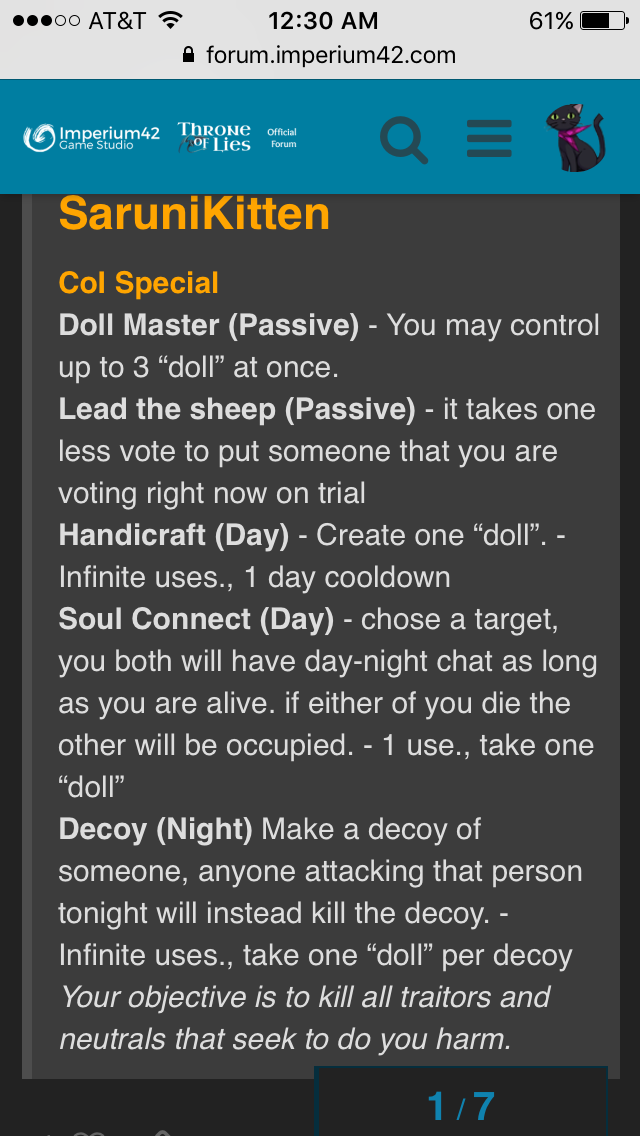 AT&T 12:30 AM 61%
forum.imperium42.com
Imperium42 Game Studio
THRONE OF LIES
Official Forum
SaruniKitten
Col Special
Doll Master (Passive) - You may control
up to 3 “doll” at once.
Lead the sheep (Passive) - it takes one
less vote to put someone that you are
voting right now on trial
Handicraft (Day) - Create one “doll”. -
Infinite uses., 1 day cooldown
Soul Connect (Day) - chose a target,
you both will have day-night chat as long
as you are alive. if either of you die the
other will be occupied. - 1 use., take one
“doll”
Decoy (Night) Make a decoy of
someone, anyone attacking that person
tonight will instead kill the decoy. -
Infinite uses., take one “doll” per decoy
Your objective is to kill all traitors and
neutrals that seek to do you harm.
1 / 7